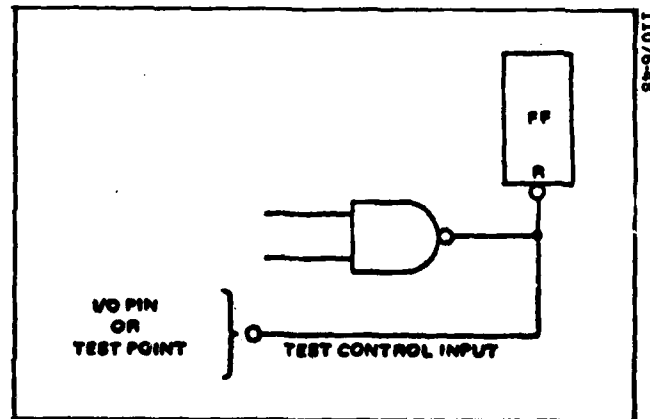 FF
R
I/O PIN
OR
TEST POINT
TEST CONTROL INPUT